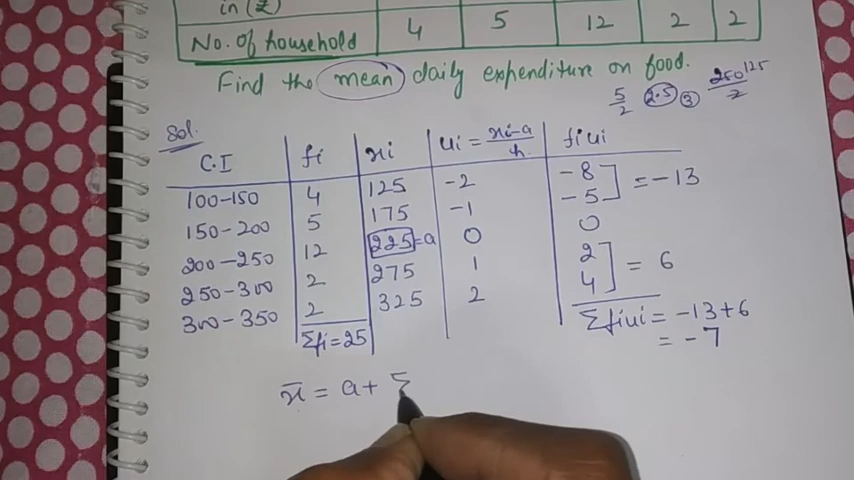 in (₹)
No. of household 4 5 12 2 2
Find the mean daily expenditure on food.
5/2 2.5 3 250/2 125
Sol.
C.I fi xi ui = xi-a/h fiui
100-150 4 125 -2 -8
150-200 5 175 -1 -5 = -13
200-250 12 225=a 0 0
250-300 2 275 1 2
300-350 2 325 2 4 = 6
Σfi=25 Σfiui = -13+6
= -7
x̄ = a+ Σ